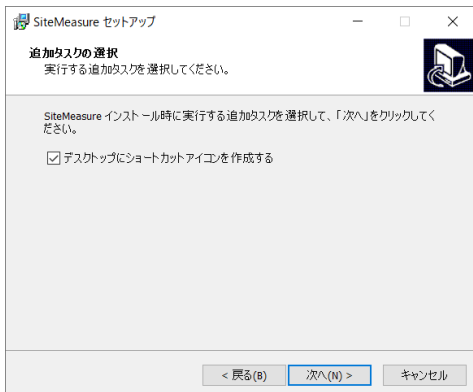 SiteMeasure セットアップ
追加タスクの選択
実行する追加タスクを選択してください。
SiteMeasure インストール時に実行する追加タスクを選択して、「次へ」をクリックしてく
ださい。
デスクトップにショートカットアイコンを作成する
< 戻る(B)
次へ(N) >
キャンセル